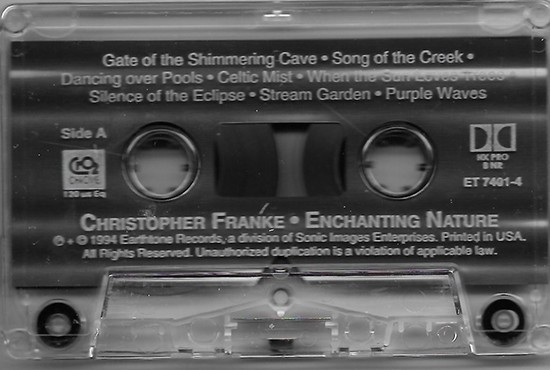 Gate of the Shimmering Cave • Song of the Creek •
Dancing over Pools • Celtic Mist • When the Sun Loves Trees •
Silence of the Eclipse • Stream Garden • Purple Waves
Side A
CrO2
120 µs Eq
HX PRO
B NR
ET 7401-4
CHRISTOPHER FRANKE • ENCHANTING NATURE
℗ + © 1994 Earthtone Records, a division of Sonic Images Enterprises. Printed in USA.
All Rights Reserved. Unauthorized duplication is a violation of applicable law.